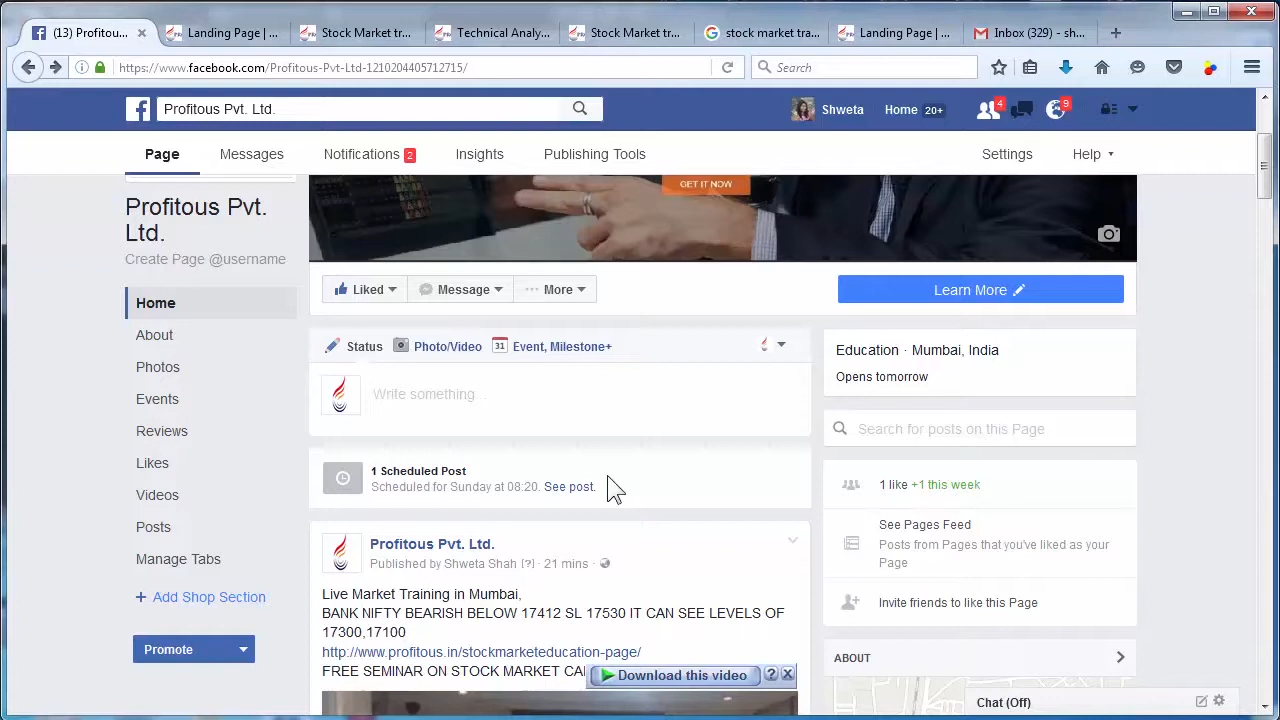 (13) Profitou...
Landing Page | ...
Stock Market tr...
Technical Analy...
Stock Market tr...
stock market tra...
Landing Page | ...
Inbox (329) - sh...
https://www.facebook.com/Profitous-Pvt-Ltd-1210204405712715/
Search
Profitous Pvt. Ltd.
Shweta
Home 20+
4
9
Page
Messages
Notifications 2
Insights
Publishing Tools
Settings
Help
GET IT NOW
Profitous Pvt.
Ltd.
Create Page @username
Liked
Message
More
Learn More
Home
About
Photos
Events
Reviews
Likes
Videos
Posts
Manage Tabs
+ Add Shop Section
Promote
Status
Photo/Video
31
Event, Milestone+
Write something...
1 Scheduled Post
Scheduled for Sunday at 08:20. See post.
Profitous Pvt. Ltd.
Published by Shweta Shah [?] · 21 mins ·
Live Market Training in Mumbai,
BANK NIFTY BEARISH BELOW 17412 SL 17530 IT CAN SEE LEVELS OF
17300,17100
http://www.profitous.in/stockmarketeducation-page/
FREE SEMINAR ON STOCK MARKET
Download this video
?
Education · Mumbai, India
Opens tomorrow
Search for posts on this Page
1 like +1 this week
See Pages Feed
Posts from Pages that you've liked as your
Page
Invite friends to like this Page
ABOUT
Chat (Off)